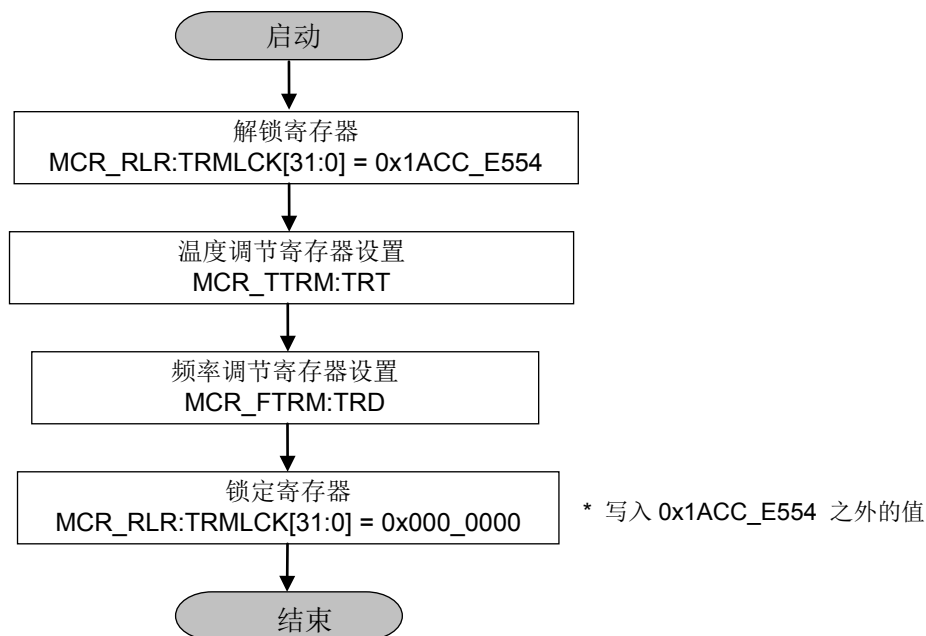 启动
解锁寄存器
MCR_RLR:TRMLCK[31:0] = 0x1ACC_E554
温度调节寄存器设置
MCR_TTRM:TRT
频率调节寄存器设置
MCR_FTRM:TRD
锁定寄存器
MCR_RLR:TRMLCK[31:0] = 0x000_0000
* 写入 0x1ACC_E554 之外的值
结束